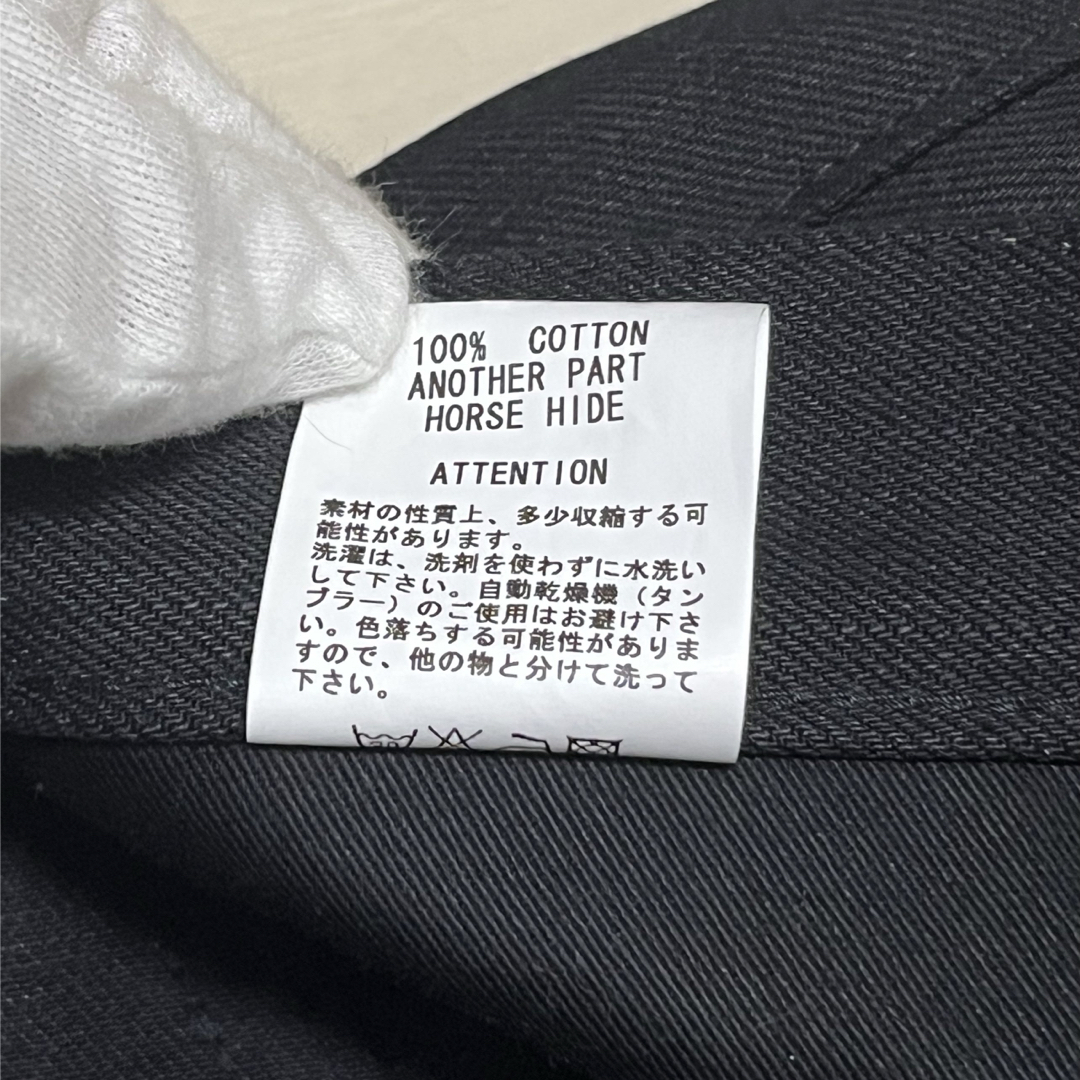 100% COTTON
ANOTHER PART
HORSE HIDE
ATTENTION
素材の性質上、多少収縮する可
能性があります。
洗濯は、洗剤を使わずに水洗い
して下さい。自動乾燥機（タン
ブラー）のご使用はお避け下さ
い。色落ちする可能性がありま
すので、他の物と分けて洗って
下さい。